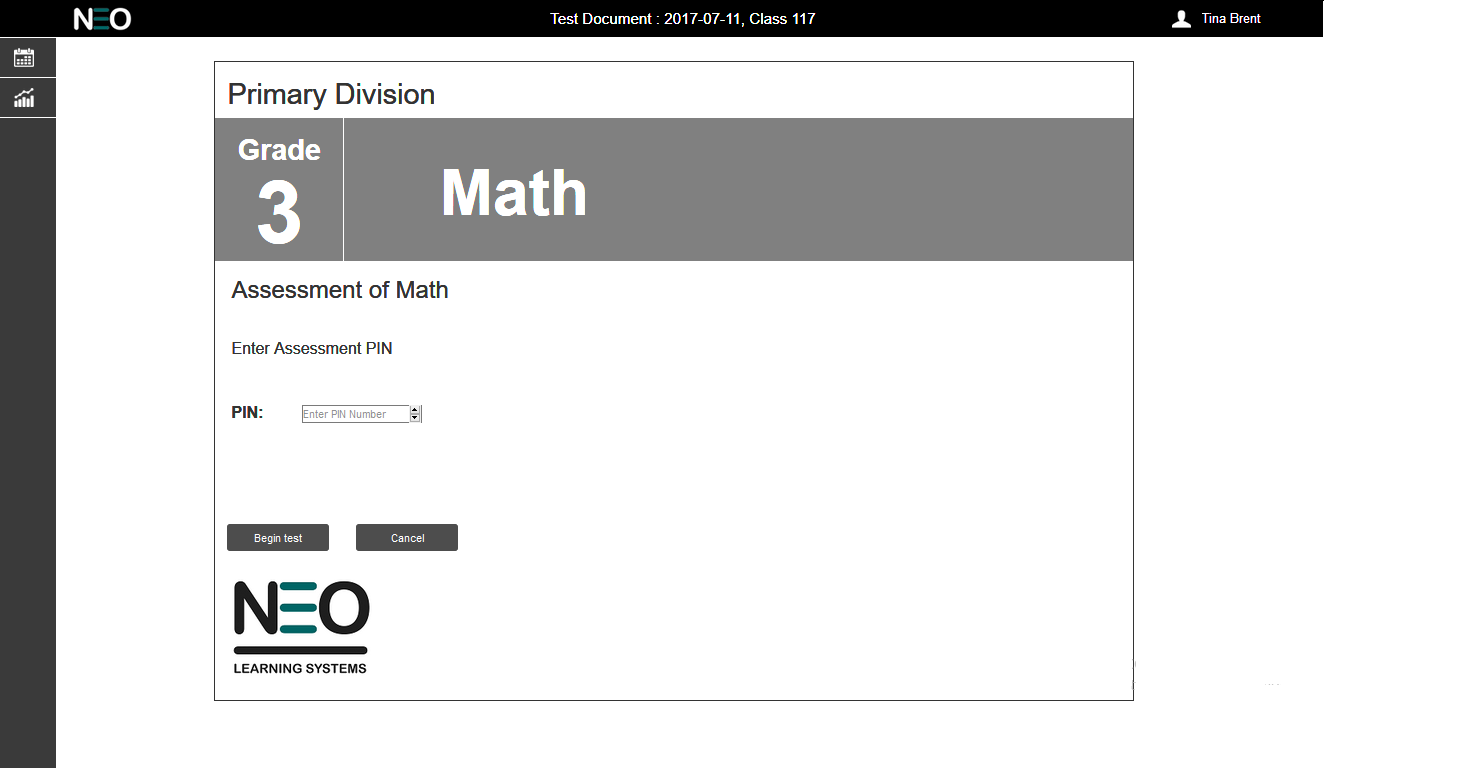 NEO
Test Document : 2017-07-11, Class 117
Tina Brent
Primary Division
Grade
3
Math
Assessment of Math
Enter Assessment PIN
PIN:
Enter PIN Number
Begin test
Cancel
NEO
LEARNING SYSTEMS